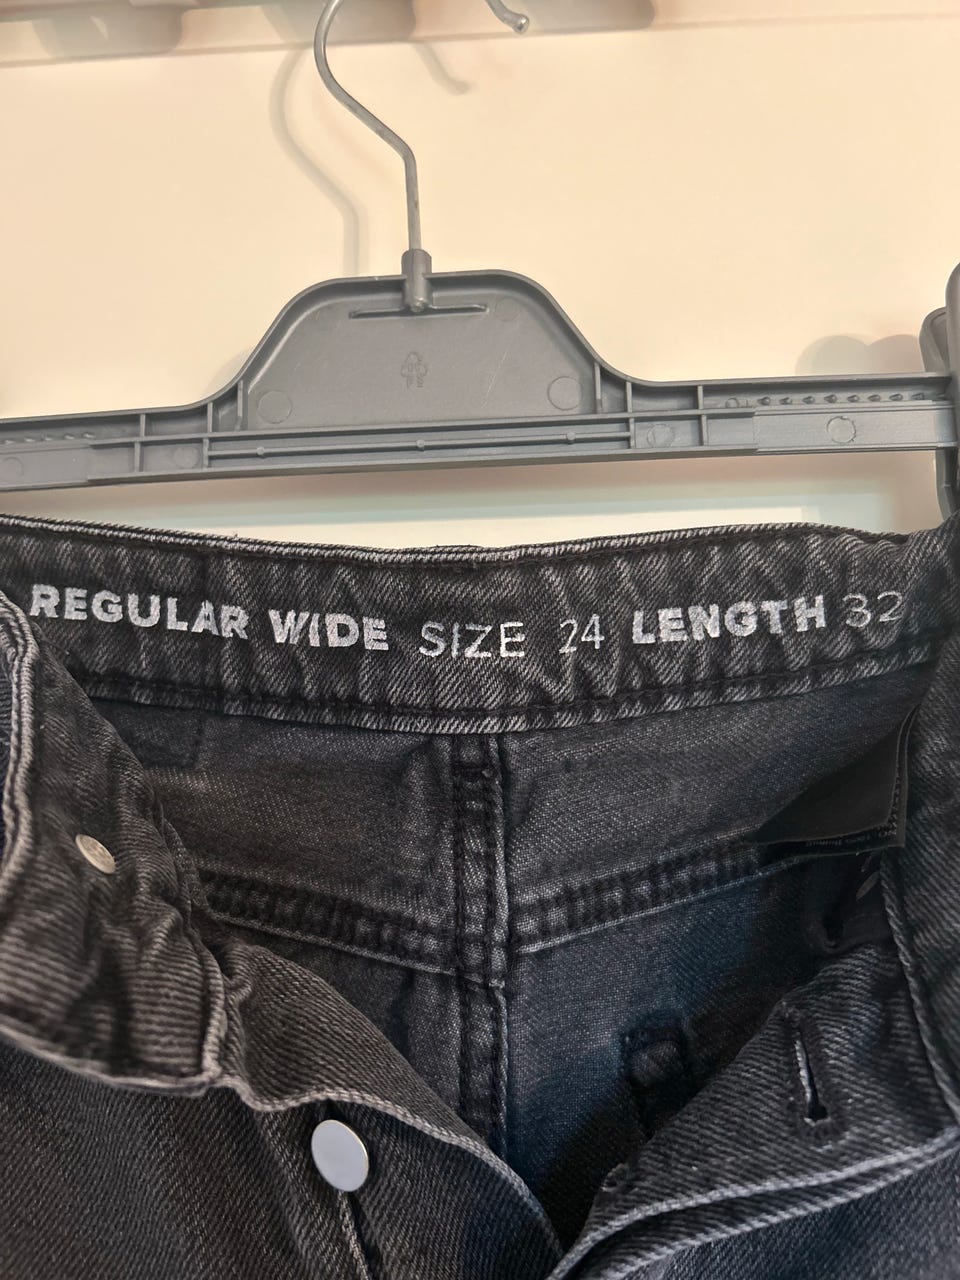 REGULAR WIDE SIZE 24 LENGTH 32